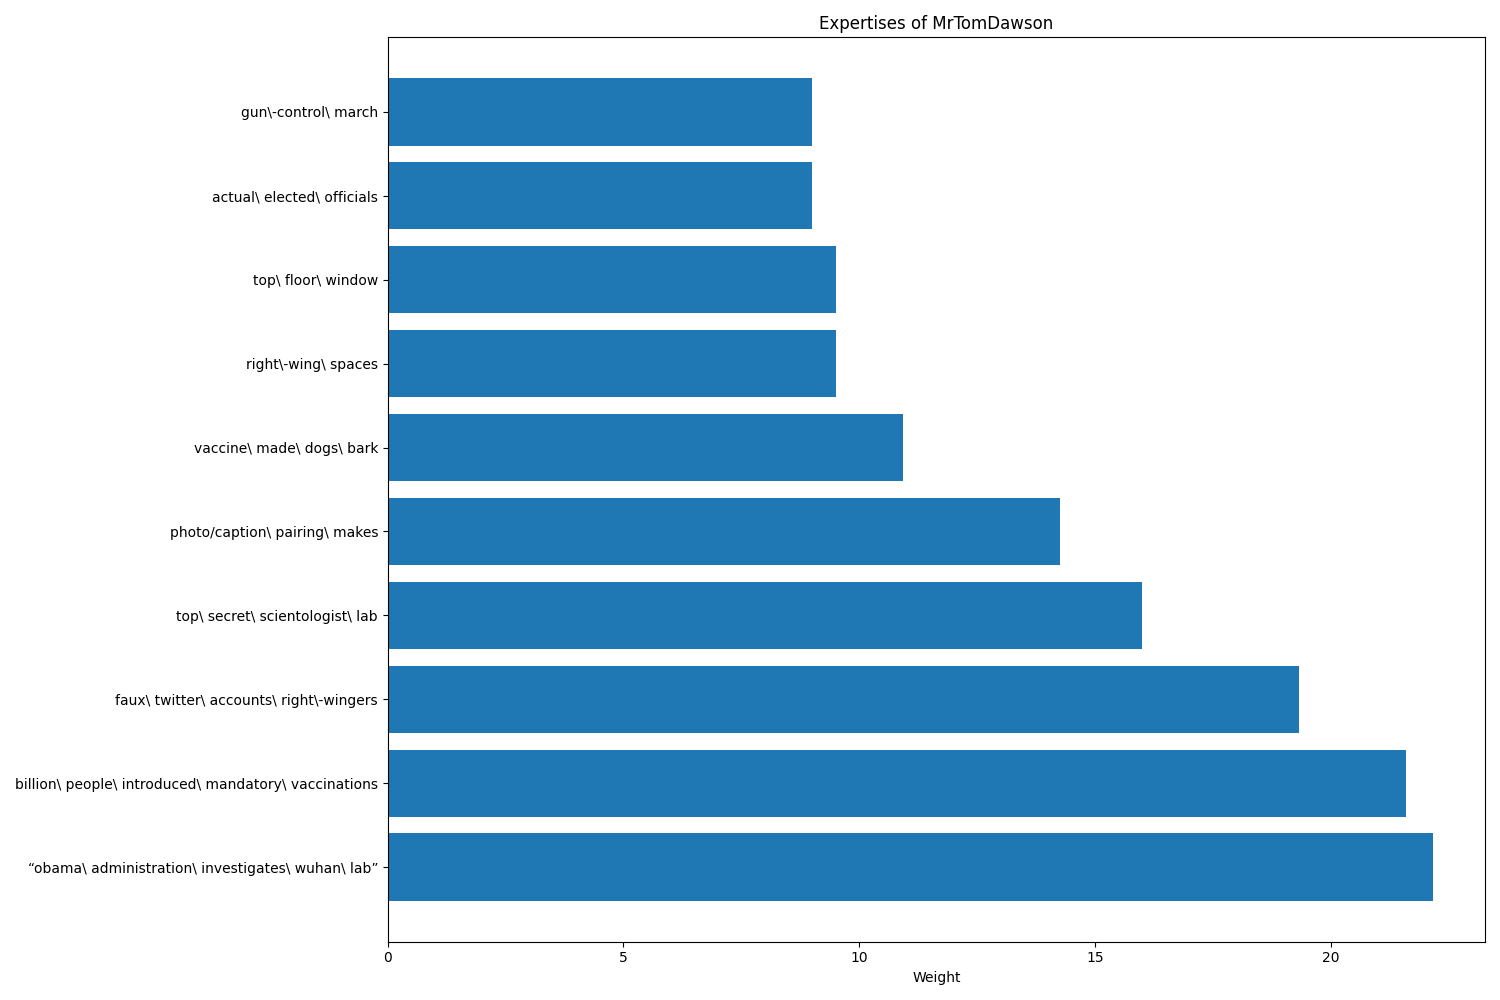 Expertises of MrTomDawson
gun\-control\ march
actual\ elected\ officials
top\ floor\ window
right\-wing\ spaces
vaccine\ made\ dogs\ bark
photo/caption\ pairing\ makes
top\ secret\ scientologist\ lab
faux\ twitter\ accounts\ right\-wingers
billion\ people\ introduced\ mandatory\ vaccinations
“obama\ administration\ investigates\ wuhan\ lab”
0 5 10 15 20
Weight